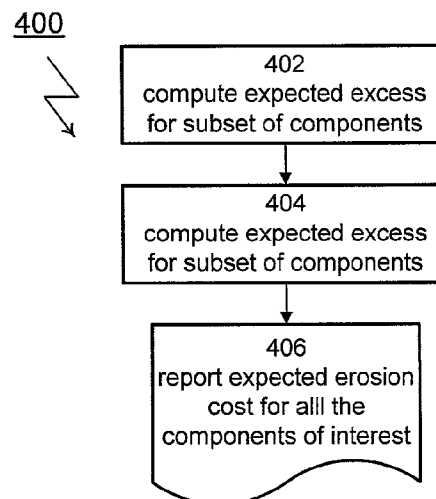 400
402
compute expected excess
for subset of components
404
compute expected excess
for subset of components
406
report expected erosion
cost for alll the
components of interest